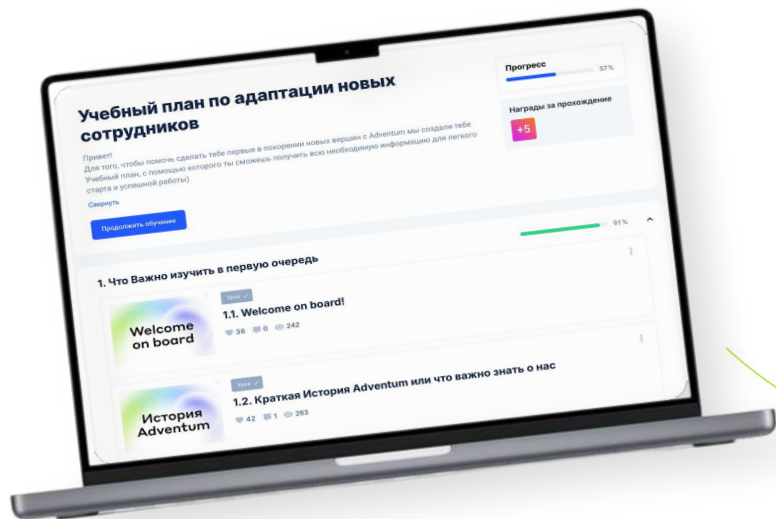 Учебный план по адаптации новых
сотрудников
Привет!
Для того, чтобы помочь сделать тебе первые в покорении новых вершин с Adventum мы создали тебе
Учебный план, с помощью которого ты сможешь получить всю необходимую информацию для легкого
старта и успешной работы)
Свернуть
Продолжить обучение
Прогресс
57%
Награды за прохождение
+5
1. Что Важно изучить в первую очередь
91%
Welcome
on board
Урок
1.1. Welcome on board!
36 0 242
История
Adventum
Урок
1.2. Краткая История Adventum или что важно знать о нас
42 1 263